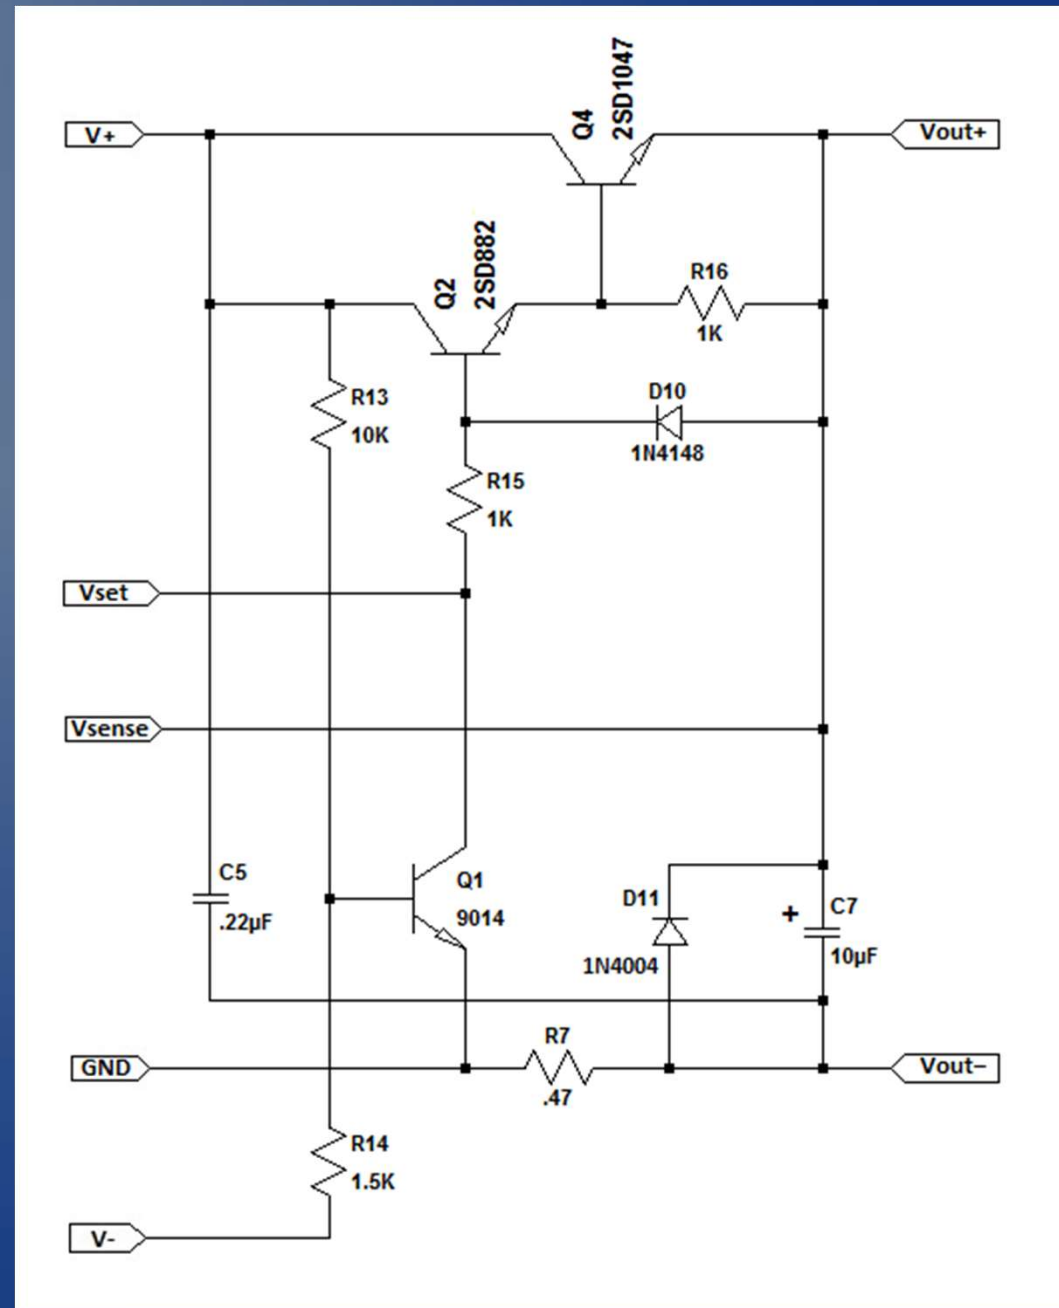 2SD1047
Q4
V+
Vout+
2SD882
Q2
R16
1K
R13
10K
D10
1N4148
R15
1K
Vset
Vsense
C5
.22µF
Q1
9014
D11
1N4004
+
C7
10µF
GND
R7
.47
Vout–
R14
1.5K
V-